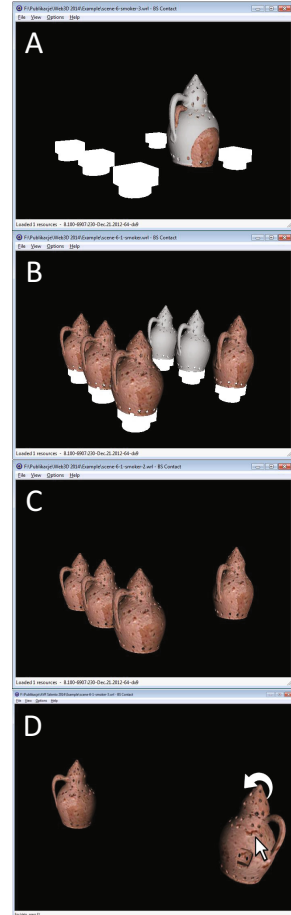 F:\Publikacje\Web3D 2014\Example\scene-6-smoker-3.wrl - BS Contact
File View Options Help
A
Loaded 1 resources - 8.100-6907:230-Dec.21.2012-64-dx9
F:\Publikacje\Web3D 2014\Example\scene-6-1-smoker.wrl - BS Contact
File View Options Help
B
Loaded 1 resources - 8.100-6907:230-Dec.21.2012-64-dx9
F:\Publikacje\Web3D 2014\Example\scene-6-1-smoker-2.wrl - BS Contact
File View Options Help
C
Loaded 1 resources - 8.100-6907:230-Dec.21.2012-64-dx9
File View Options Help
D